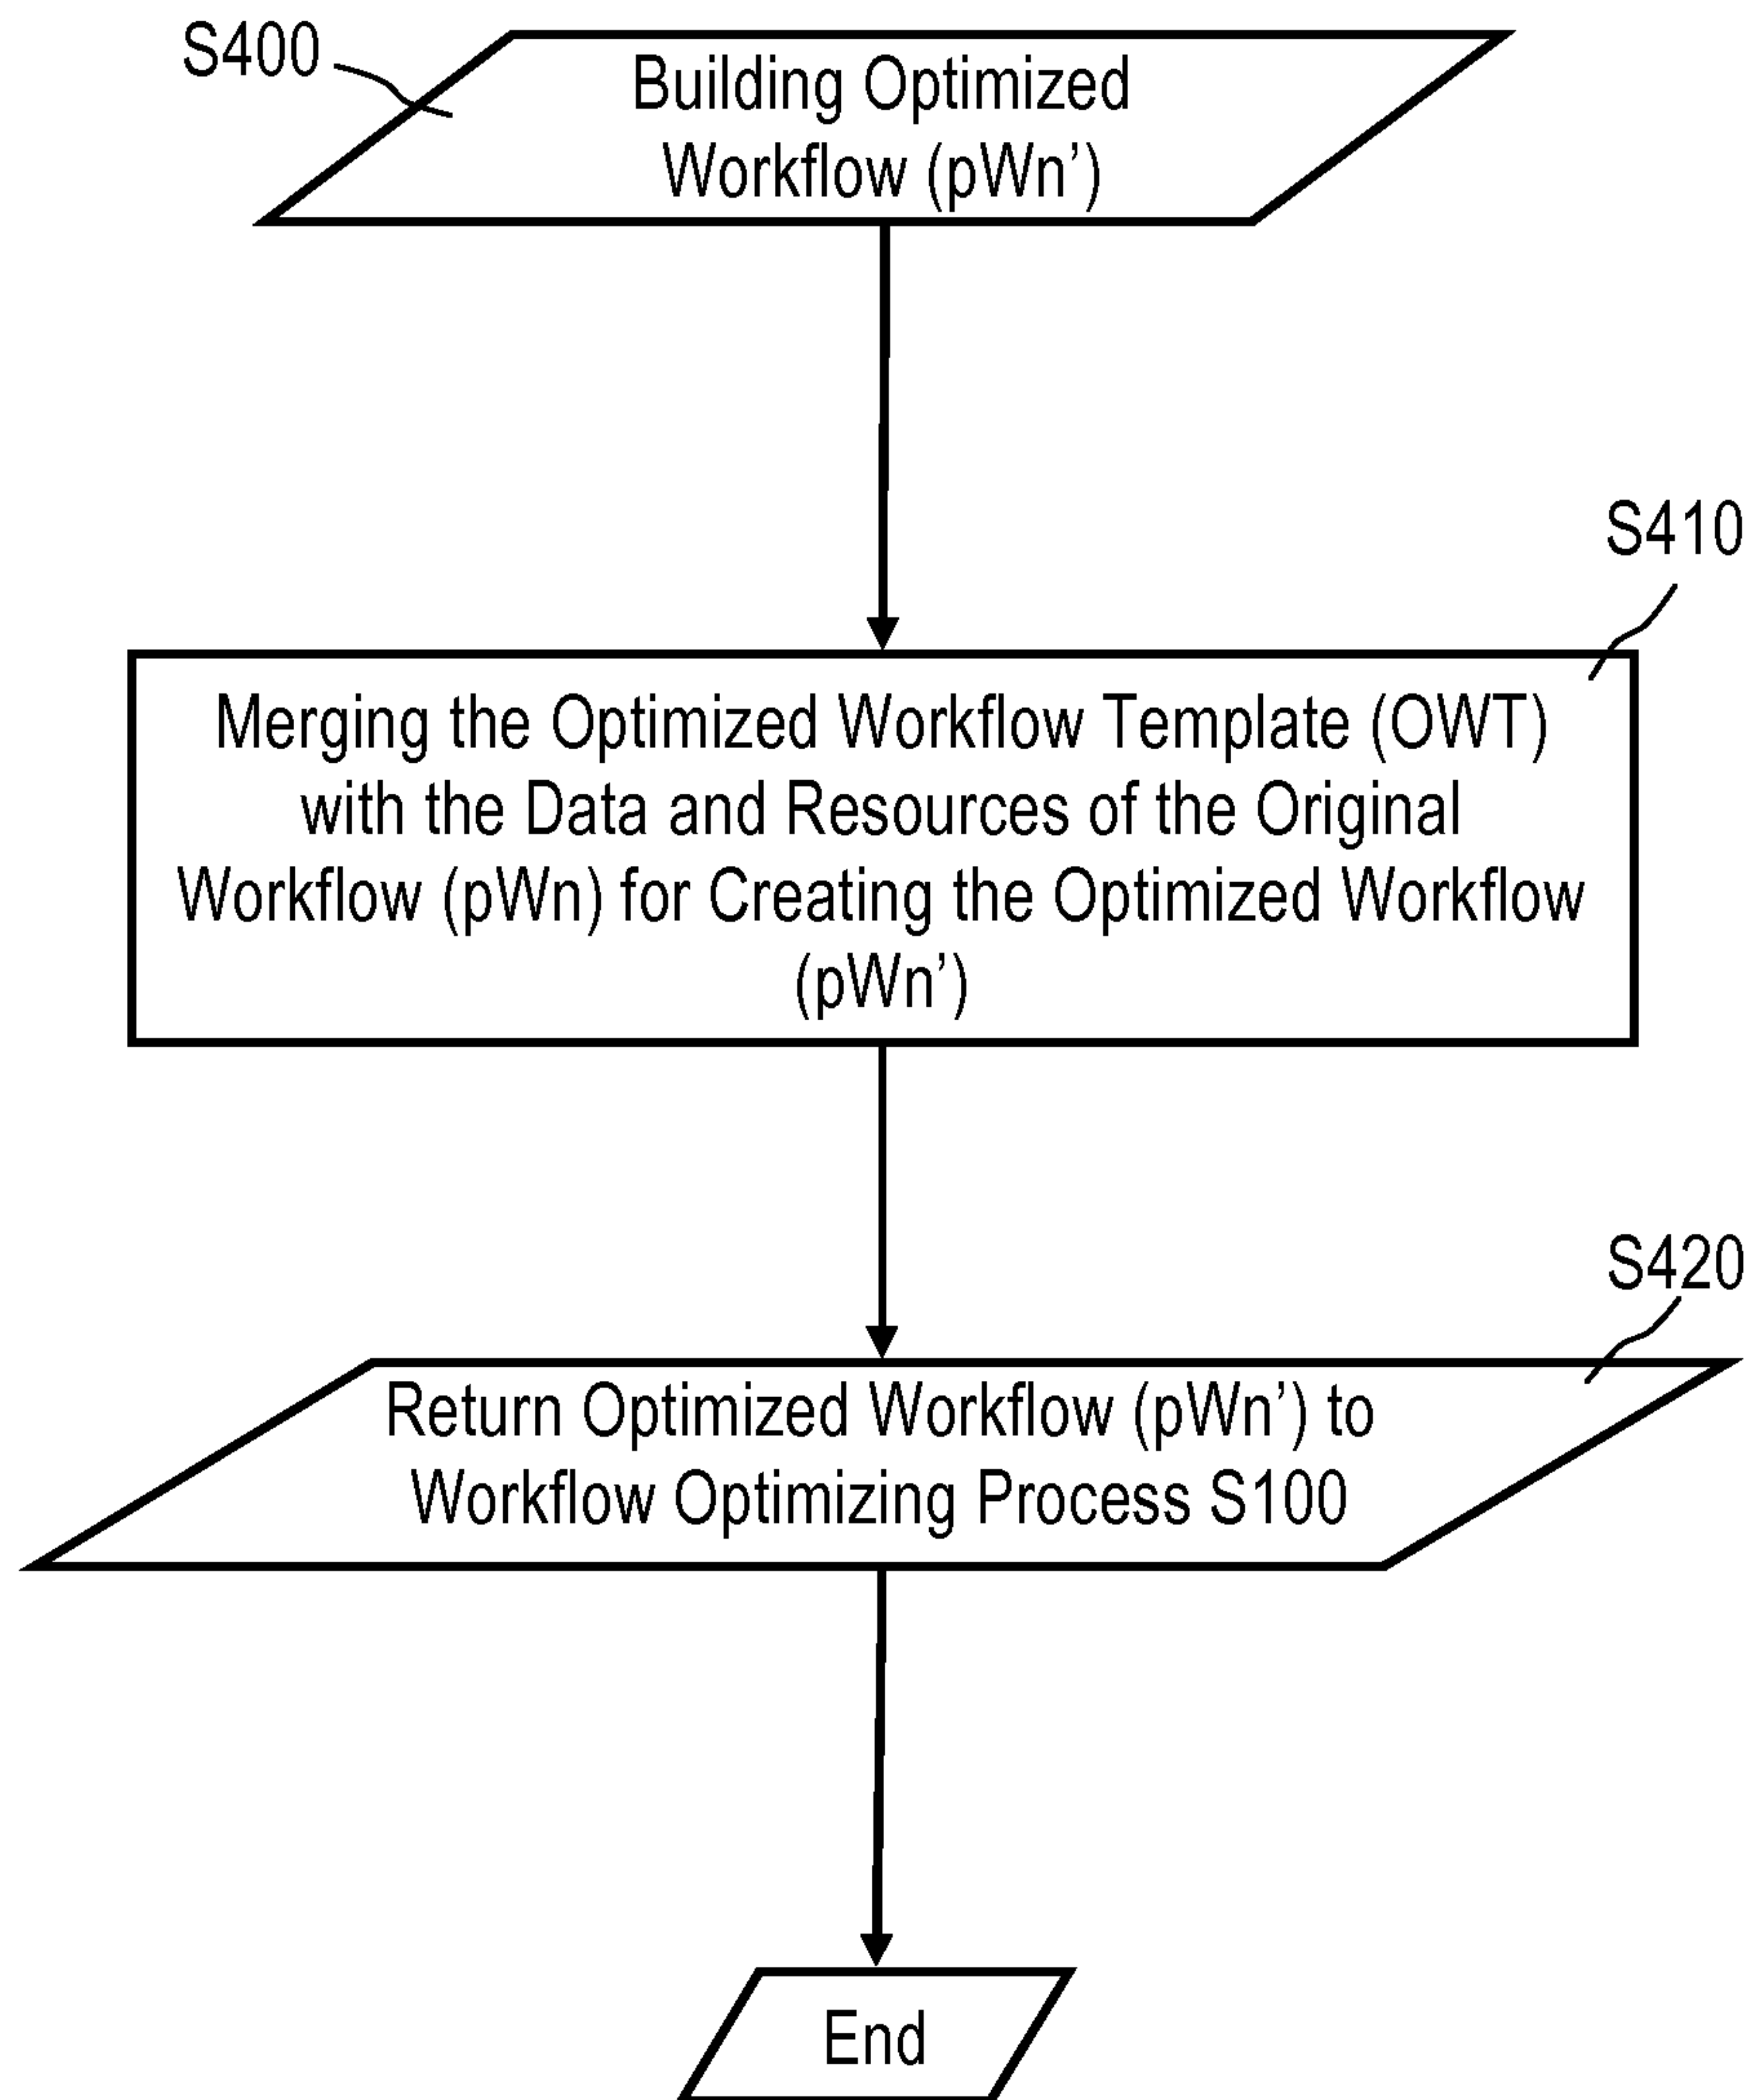 S400
Building Optimized
Workflow (pWn’)
S410
Merging the Optimized Workflow Template (OWT)
with the Data and Resources of the Original
Workflow (pWn) for Creating the Optimized Workflow
(pWn’)
S420
Return Optimized Workflow (pWn’) to
Workflow Optimizing Process S100
End